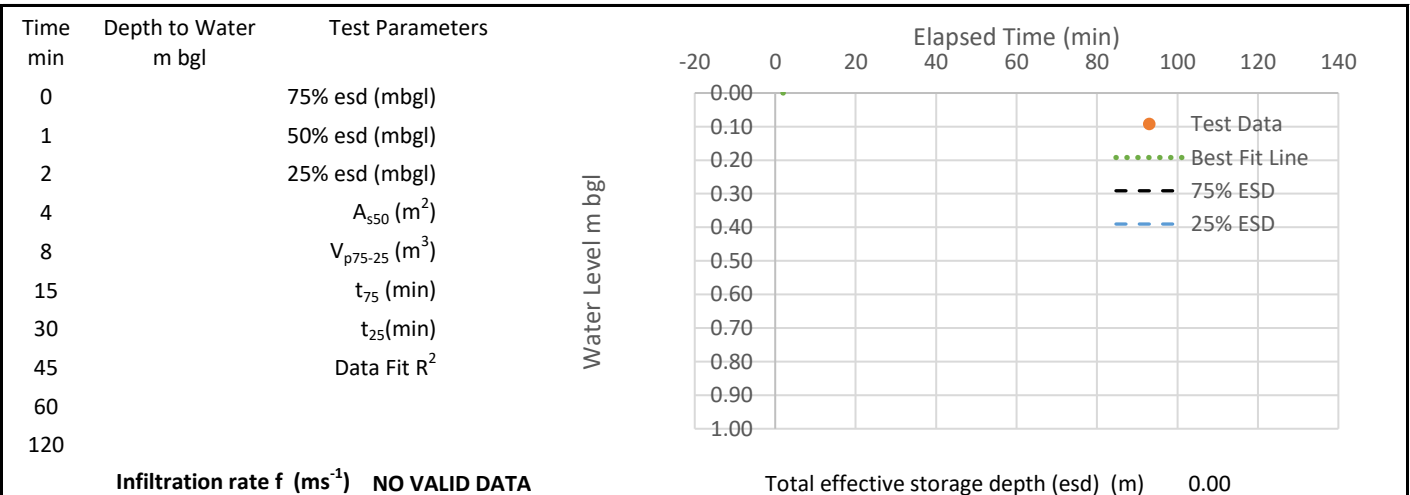 Time Depth to Water Test Parameters
min m bgl
0 75% esd (mbgl)
1 50% esd (mbgl)
2 25% esd (mbgl)
4 As50 (m2)
8 Vp75-25 (m3)
15 t75 (min)
30 t25(min)
45 Data Fit R2
60
120
Infiltration rate f (ms-1) NO VALID DATA
Elapsed Time (min)
-20 0 20 40 60 80 100 120 140
Water Level m bgl
0.00
0.10
0.20
0.30
0.40
0.50
0.60
0.70
0.80
0.90
1.00
Test Data
Best Fit Line
75% ESD
25% ESD
Total effective storage depth (esd) (m) 0.00